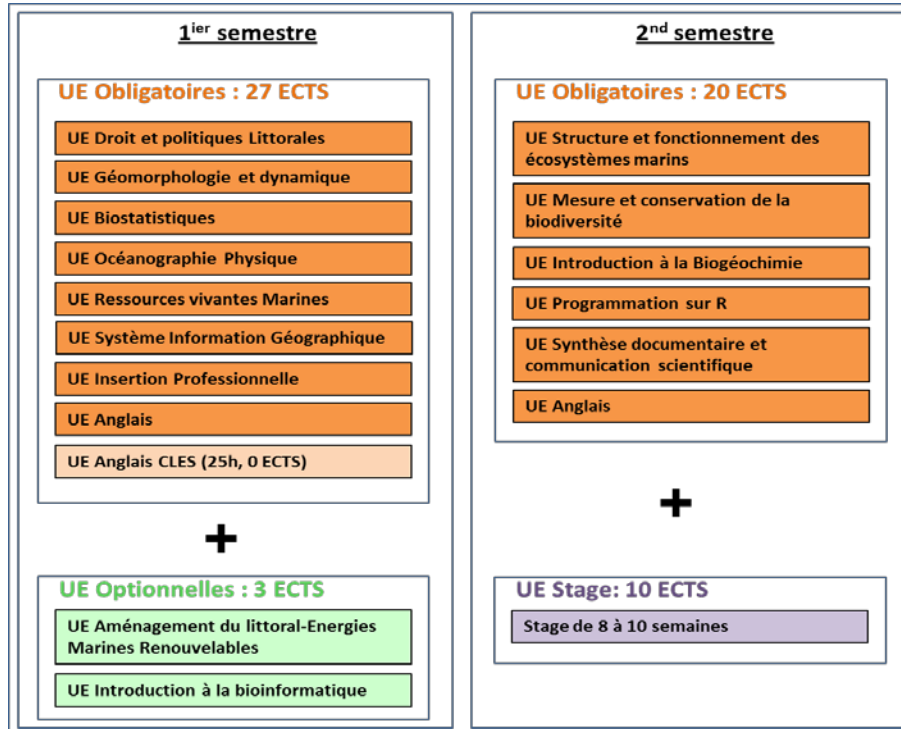 1ier semestre
UE Obligatoires : 27 ECTS
UE Droit et politiques Littorales
UE Géomorphologie et dynamique
UE Biostatistiques
UE Océanographie Physique
UE Ressources vivantes Marines
UE Système Information Géographique
UE Insertion Professionnelle
UE Anglais
UE Anglais CLES (25h, 0 ECTS)
+
UE Optionnelles : 3 ECTS
UE Aménagement du littoral-Energies
Marines Renouvelables
UE Introduction à la bioinformatique
2nd semestre
UE Obligatoires : 20 ECTS
UE Structure et fonctionnement des
écosystèmes marins
UE Mesure et conservation de la
biodiversité
UE Introduction à la Biogéochimie
UE Programmation sur R
UE Synthèse documentaire et
communication scientifique
UE Anglais
+
UE Stage: 10 ECTS
Stage de 8 à 10 semaines